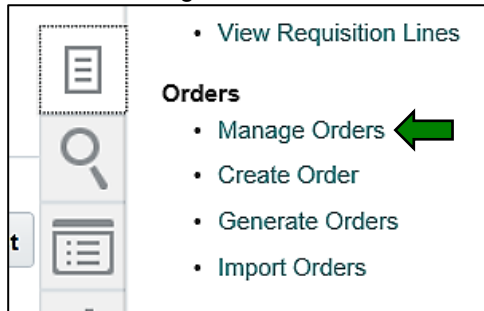 View Requisition Lines
Orders
Manage Orders
Create Order
Generate Orders
Import Orders
t